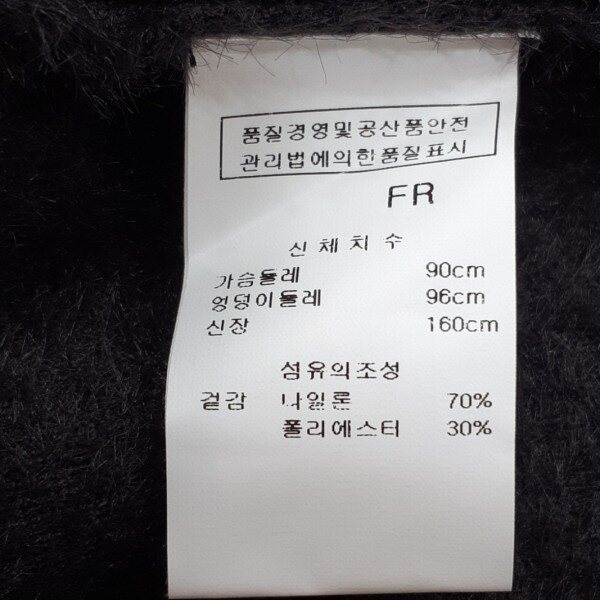 품질경영및공산품안전
관리법에의한품질표시
FR
신체치수
가슴둘레 90cm
엉덩이둘레 96cm
신장 160cm
섬유의조성
겉감 나일론 70%
폴리에스터 30%